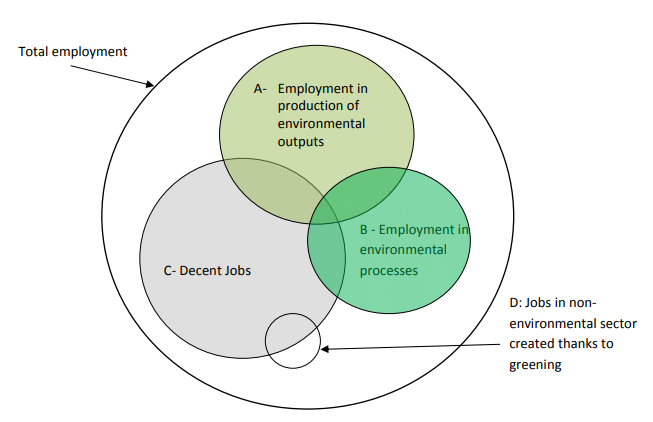 Total employment
A- Employment in
production of
environmental
outputs
B - Employment in
environmental
processes
C- Decent Jobs
D: Jobs in non-
environmental sector
created thanks to
greening